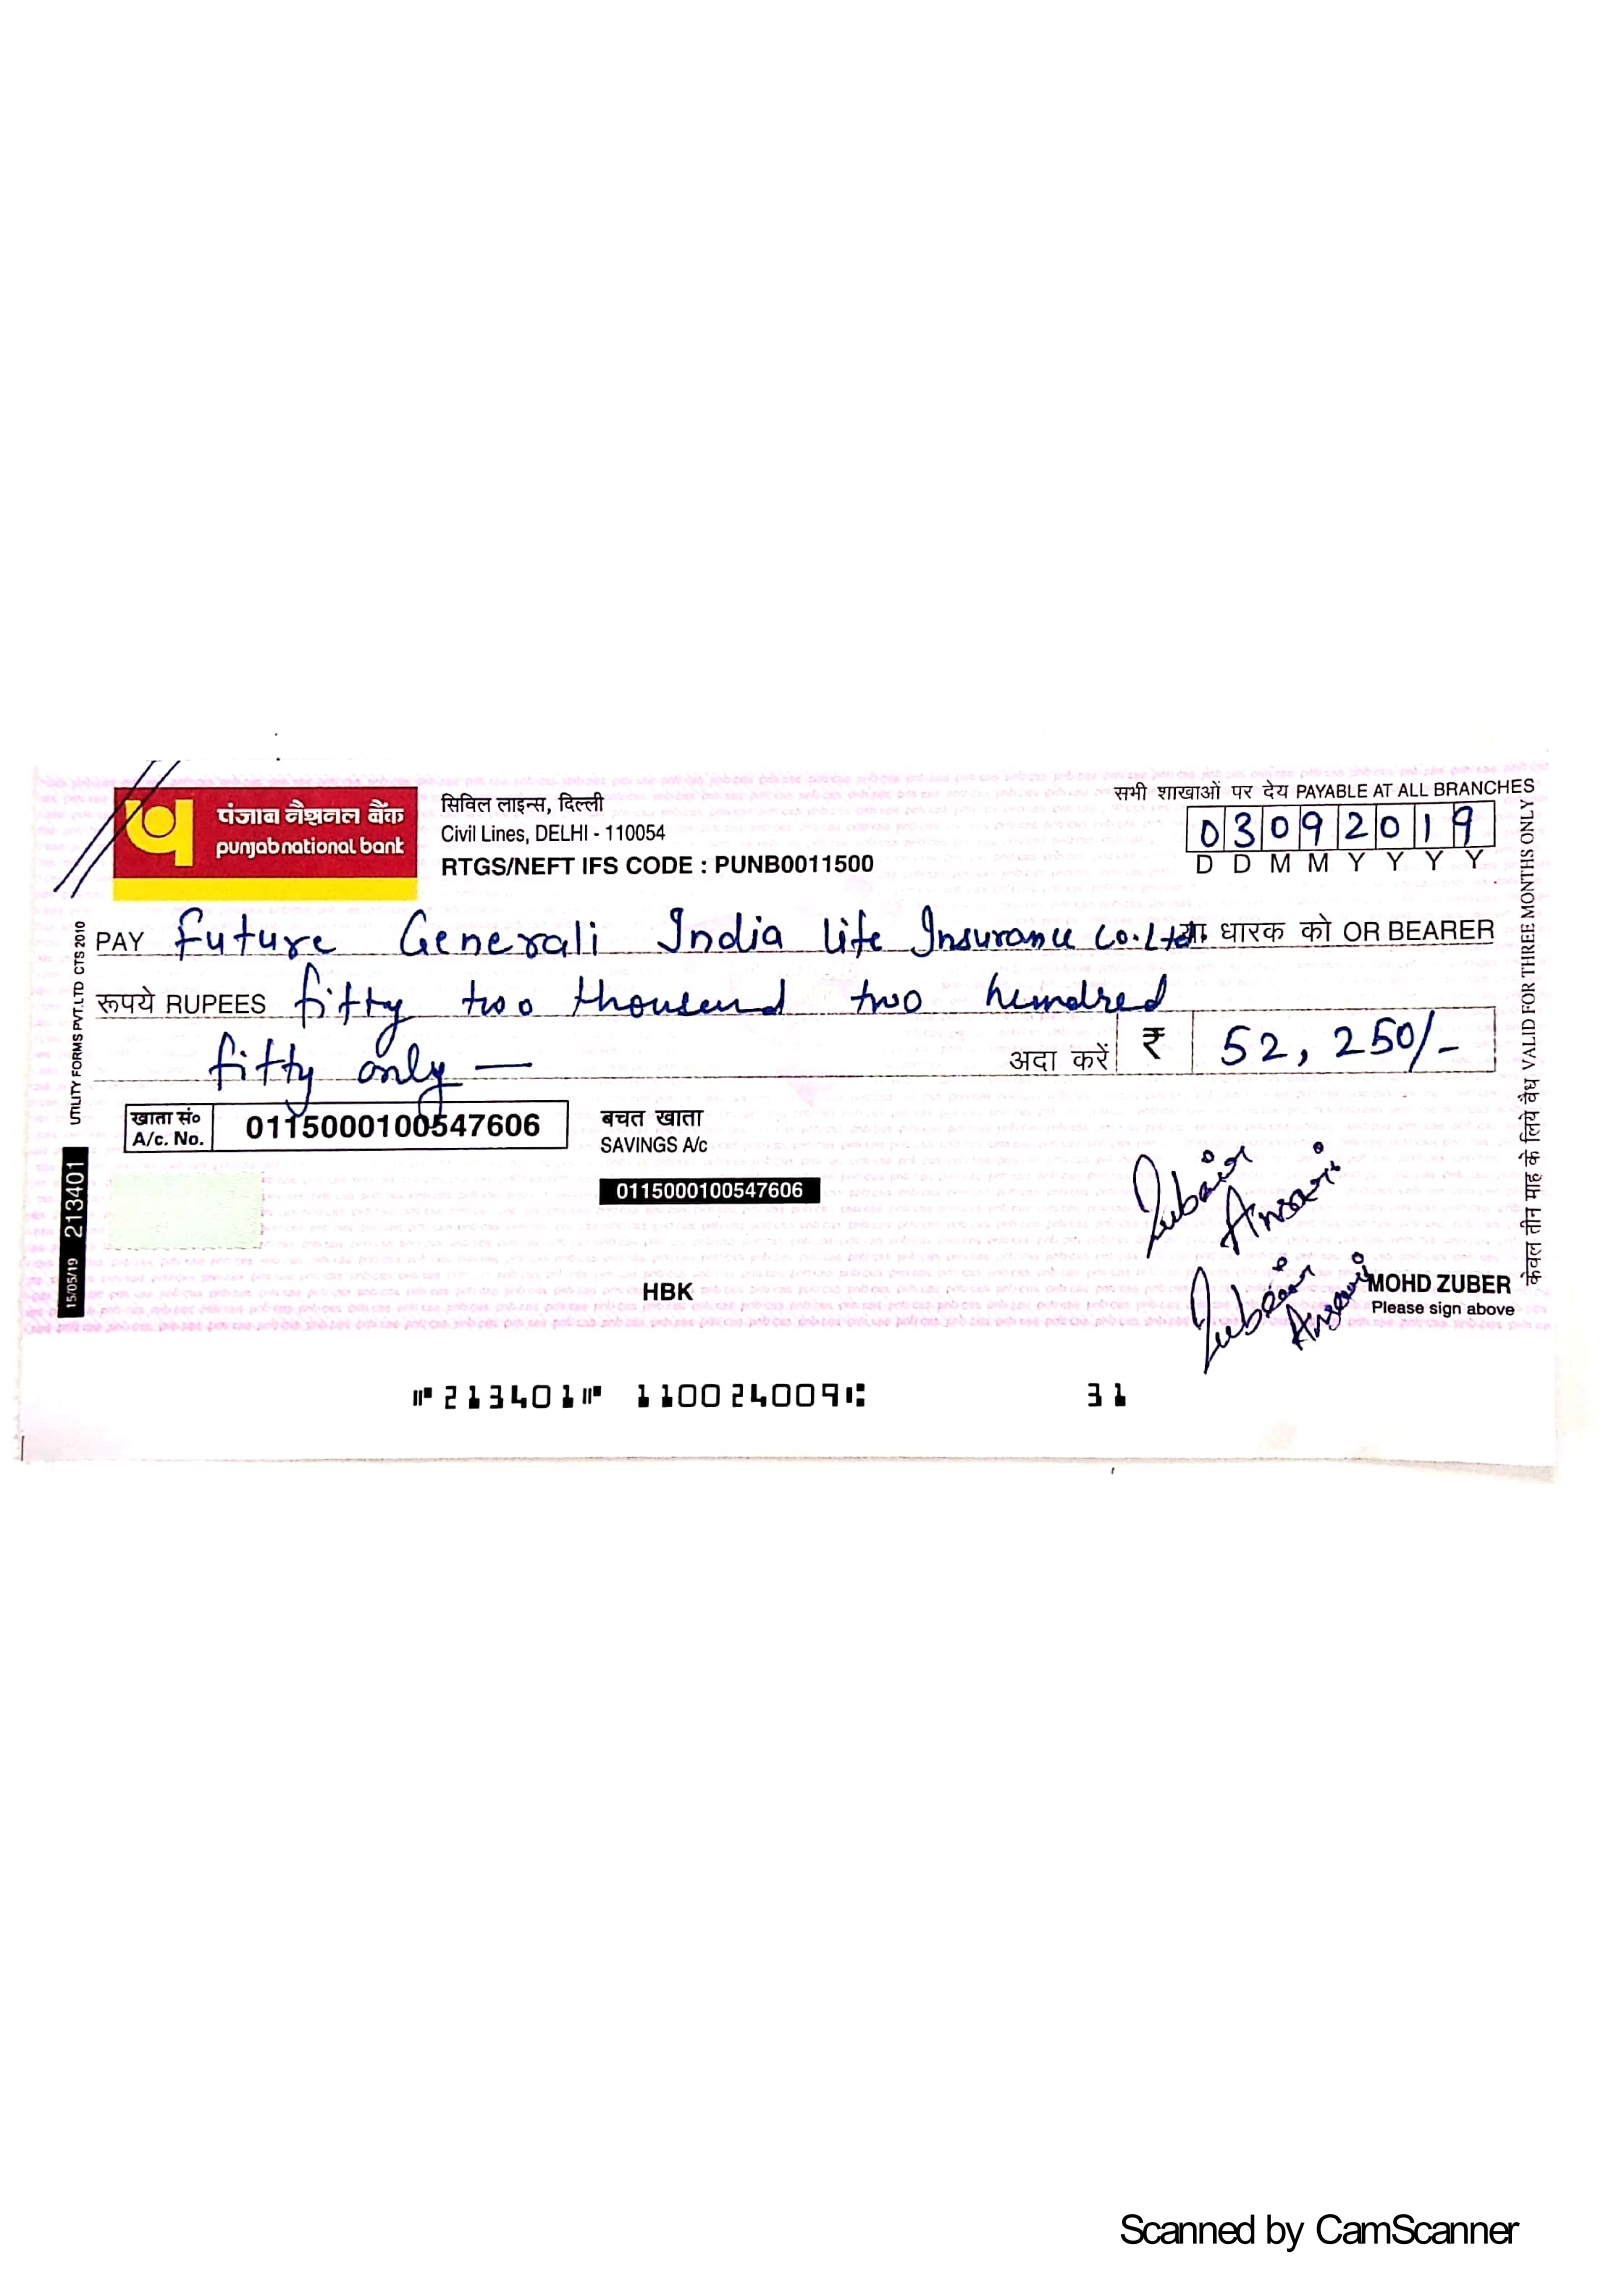 पंजाब नैशनल बैंक
punjab national bank
सिविल लाइन्स, दिल्ली
Civil Lines, DELHI - 110054
RTGS/NEFT IFS CODE : PUNB0011500
सभी शाखाओं पर देय PAYABLE AT ALL BRANCHES
03092019
D D M M Y Y Y Y
PAY Future Generali India life Insurance Co. Ltd. या धारक को OR BEARER
रूपये RUPEES fifty two thousand two hundred
fifty only —
अदा करें ₹ 52, 250/-
खाता सं० A/c. No. 0115000100547606
बचत खाता
SAVINGS A/c
0115000100547606
Zubair Ansari
Zubair Ansari
HBK
MOHD ZUBER
Please sign above
⑈213401⑈ 110024009⑆ 31
UTILITY FORMS PVT.LTD CTS 2010
15/05/19 213401
केवल तीन माह के लिये वैध VALID FOR THREE MONTHS ONLY
Scanned by CamScanner